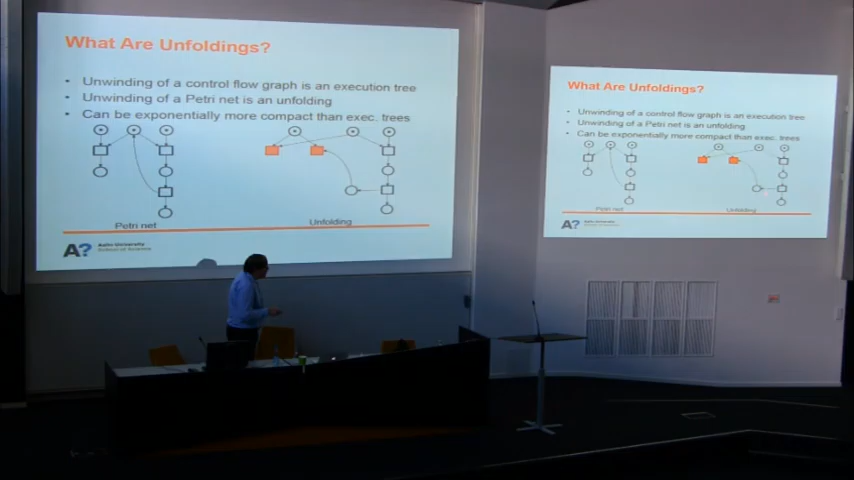 What Are Unfoldings?
• Unwinding of a control flow graph is an execution tree
• Unwinding of a Petri net is an unfolding
• Can be exponentially more compact than exec. trees
Petri net
Unfolding
A?
Aalto University
School of Science
What Are Unfoldings?
• Unwinding of a control flow graph is an execution tree
• Unwinding of a Petri net is an unfolding
• Can be exponentially more compact than exec. trees
Petri net
Unfolding
A?